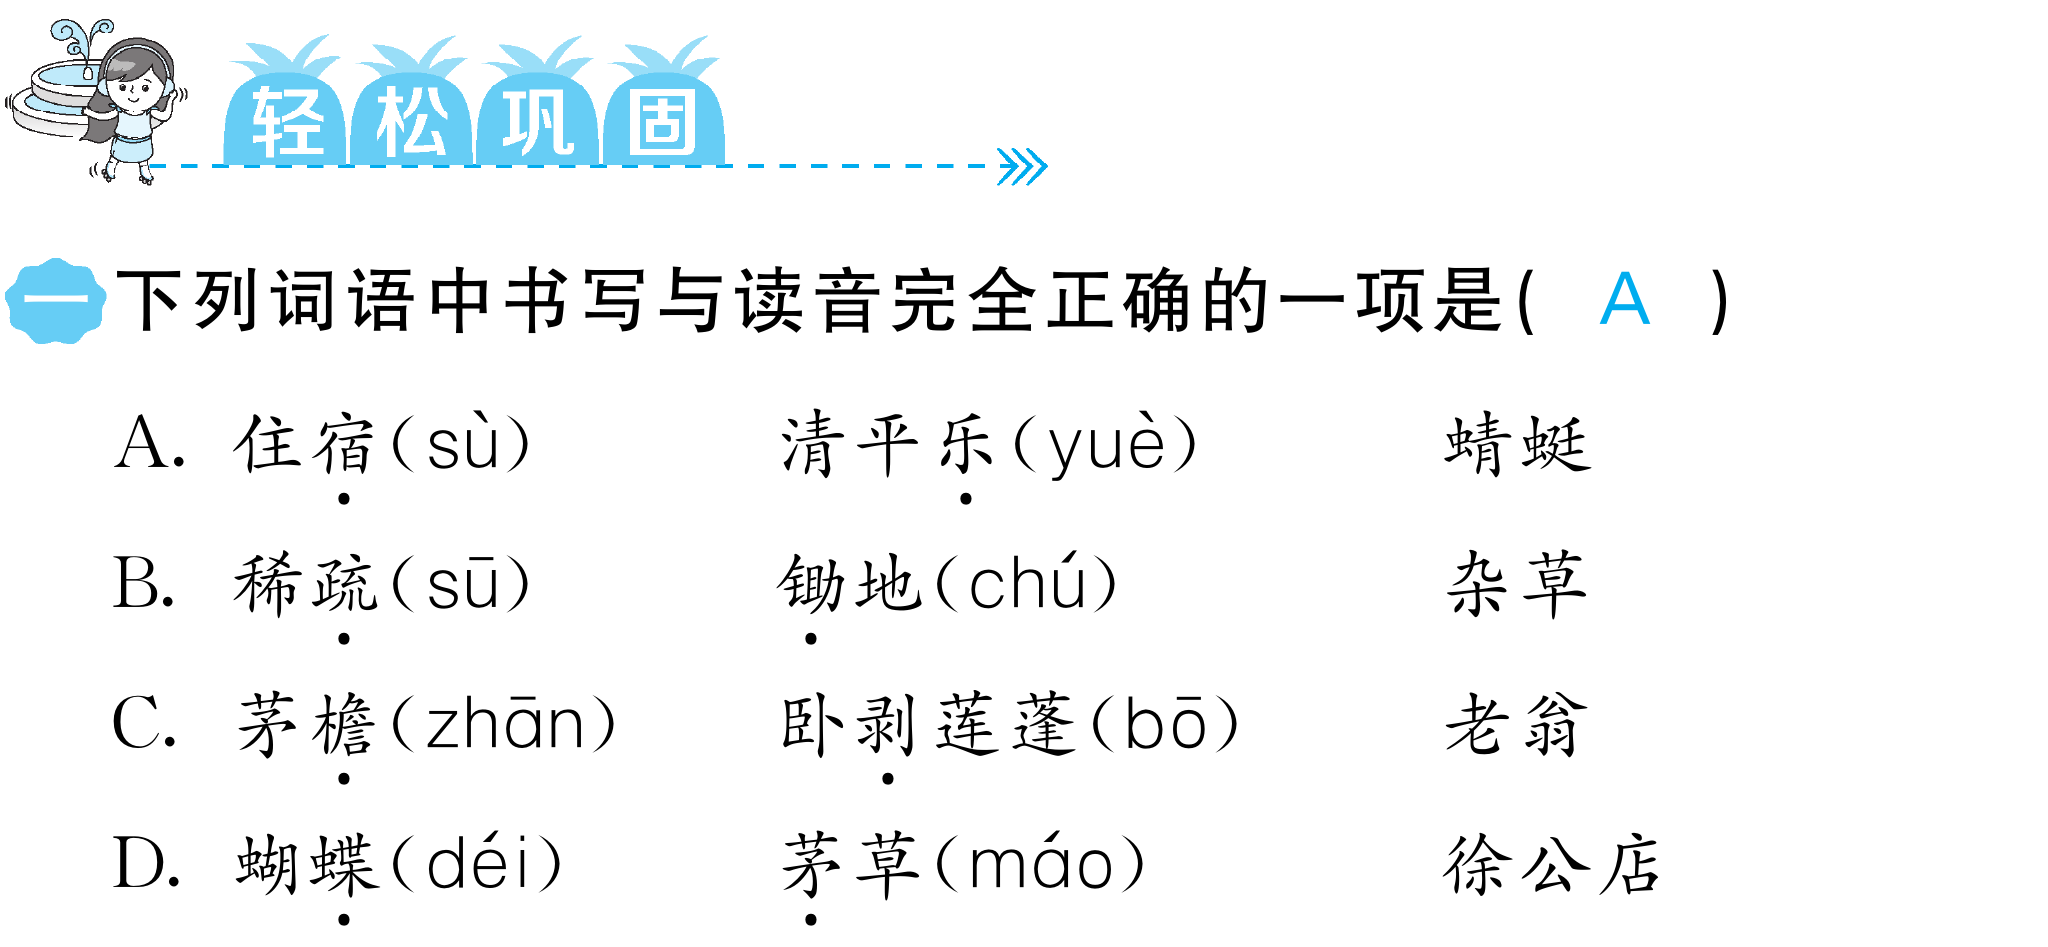 轻松巩固
一 下列词语中书写与读音完全正确的一项是( A )
A. 住宿(sù) 清平乐(yuè) 蜻蜓
B. 稀疏(sū) 锄地(chú) 杂草
C. 茅檐(zhān) 卧剥莲蓬(bō) 老翁
D. 蝴蝶(déi) 茅草(máo) 徐公店